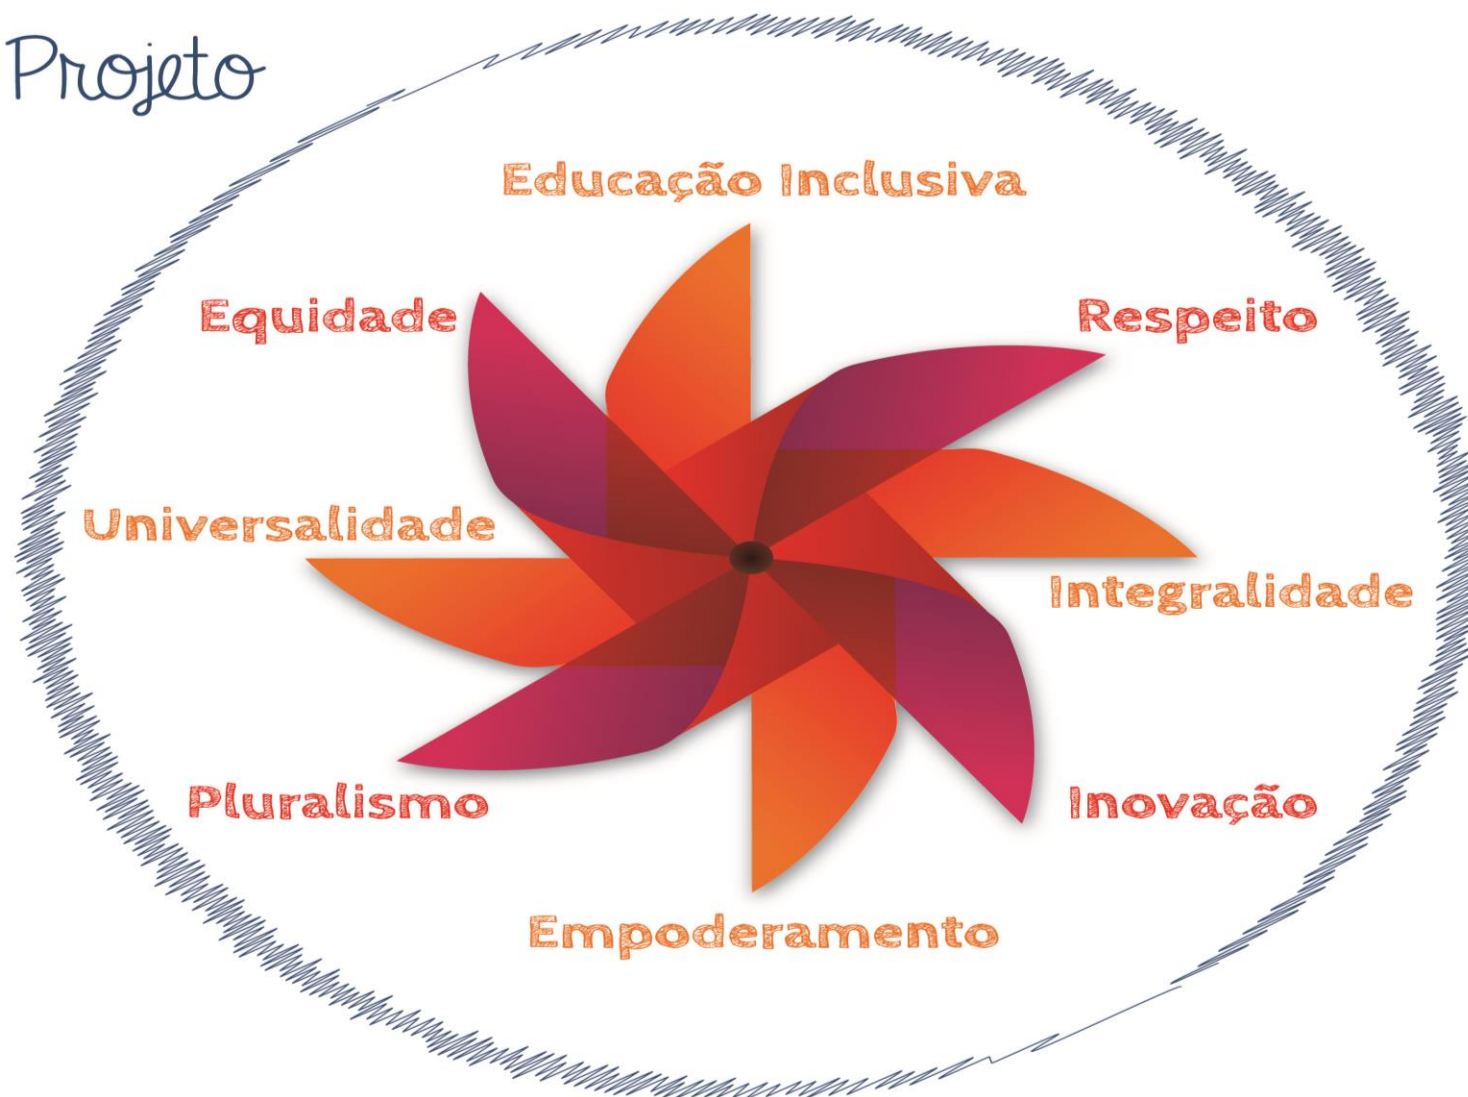 Projeto
Educação Inclusiva
Equidade
Respeito
Universalidade
Integralidade
Pluralismo
Inovação
Empoderamento